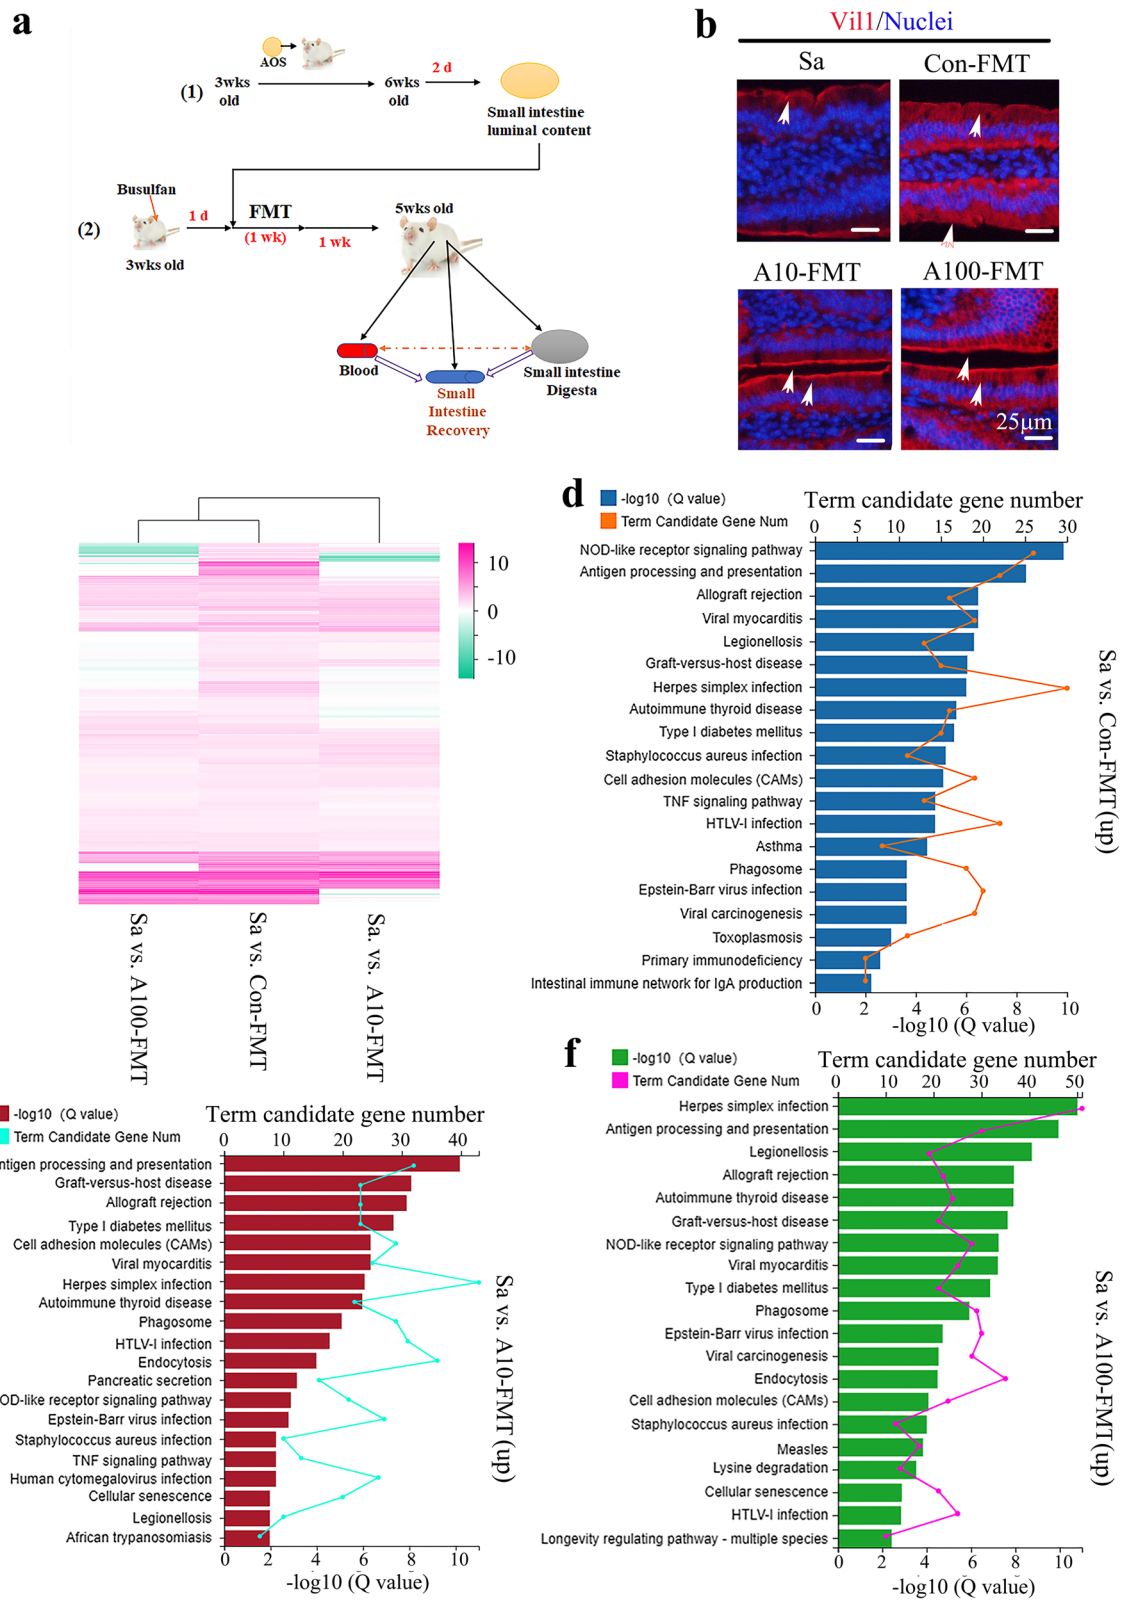 a
AOS
(1)
3wks
old
6wks
old
2 d
Small intestine
luminal content
Busulfan
(2)
1 d
FMT
(1 wk)
1 wk
5wks old
3wks old
Blood
Small intestine
Digesta
Small
Intestine
Recovery
b
Vil1/Nuclei
Sa
Con-FMT
A10-FMT
A100-FMT
25μm
10
0
-10
Sa vs. A100-FMT
Sa vs. Con-FMT
Sa. vs. A10-FMT
d
-log10（Q value)
Term Candidate Gene Num
Term candidate gene number
0 5 10 15 20 25 30
NOD-like receptor signaling pathway
Antigen processing and presentation
Allograft rejection
Viral myocarditis
Legionellosis
Graft-versus-host disease
Herpes simplex infection
Autoimmune thyroid disease
Type I diabetes mellitus
Staphylococcus aureus infection
Cell adhesion molecules (CAMs)
TNF signaling pathway
HTLV-I infection
Asthma
Phagosome
Epstein-Barr virus infection
Viral carcinogenesis
Toxoplasmosis
Primary immunodeficiency
Intestinal immune network for IgA production
0 2 4 6 8 10
-log10 (Q value)
Sa vs. Con-FMT(up)
-log10（Q value)
Term Candidate Gene Num
Term candidate gene number
0 10 20 30 40
ntigen processing and presentation
Graft-versus-host disease
Allograft rejection
Type I diabetes mellitus
Cell adhesion molecules (CAMs)
Viral myocarditis
Herpes simplex infection
Autoimmune thyroid disease
Phagosome
HTLV-I infection
Endocytosis
Pancreatic secretion
OD-like receptor signaling pathway
Epstein-Barr virus infection
Staphylococcus aureus infection
TNF signaling pathway
Human cytomegalovirus infection
Cellular senescence
Legionellosis
African trypanosomiasis
0 2 4 6 8 10
-log10 (Q value)
Sa vs. A10-FMT(up)
f
-log10（Q value)
Term Candidate Gene Num
Term candidate gene number
0 10 20 30 40 50
Herpes simplex infection
Antigen processing and presentation
Legionellosis
Allograft rejection
Autoimmune thyroid disease
Graft-versus-host disease
NOD-like receptor signaling pathway
Viral myocarditis
Type I diabetes mellitus
Phagosome
Epstein-Barr virus infection
Viral carcinogenesis
Endocytosis
Cell adhesion molecules (CAMs)
Staphylococcus aureus infection
Measles
Lysine degradation
Cellular senescence
HTLV-I infection
Longevity regulating pathway - multiple species
0 2 4 6 8 10
-log10 (Q value)
Sa vs. A100-FMT(up)